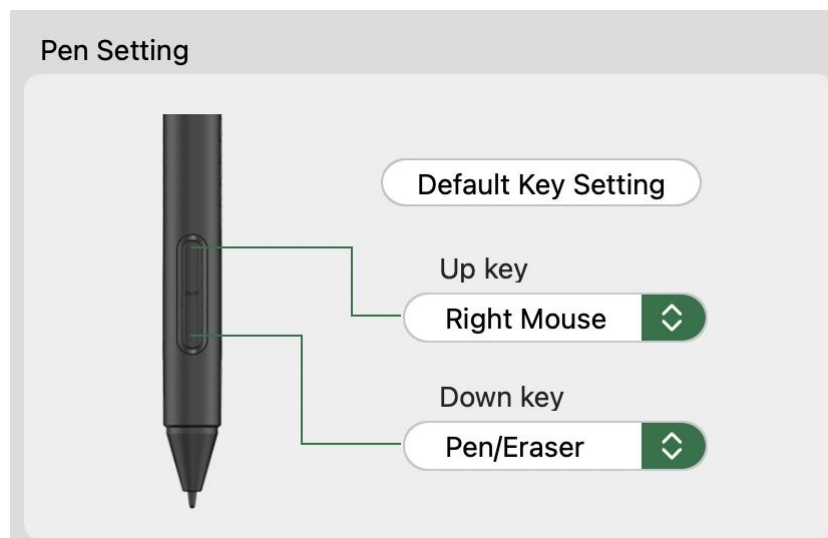 Pen Setting
Default Key Setting
Up key
Right Mouse
Down key
Pen/Eraser